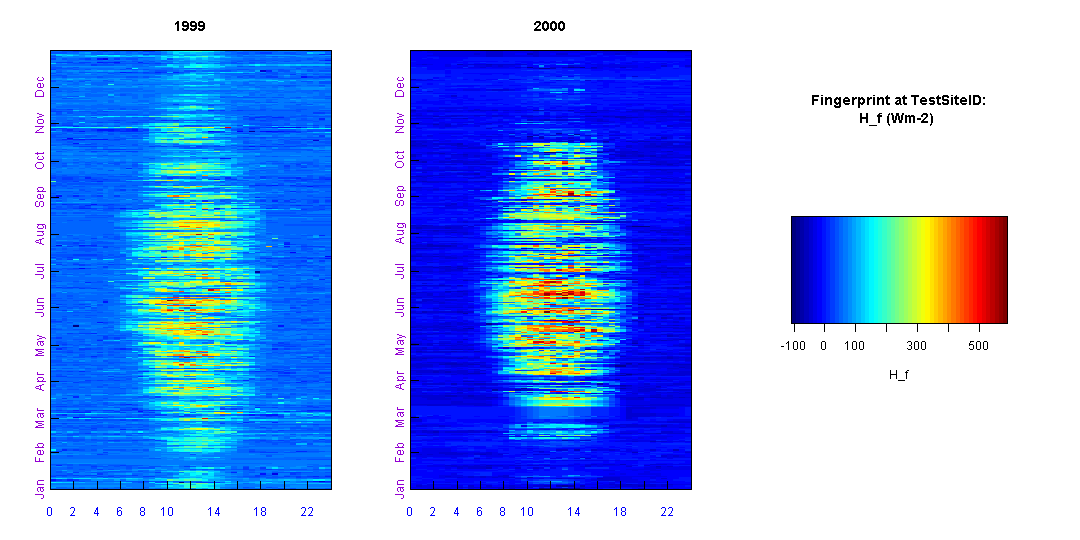 1999
2000
Dec
Nov
Oct
Sep
Aug
Jul
Jun
May
Apr
Mar
Feb
Jan
0 2 4 6 8 10 14 18 22
Dec
Nov
Oct
Sep
Aug
Jul
Jun
May
Apr
Mar
Feb
Jan
0 2 4 6 8 10 14 18 22
Fingerprint at TestSiteID:
H_f (Wm-2)
-100 0 100 300 500
H_f